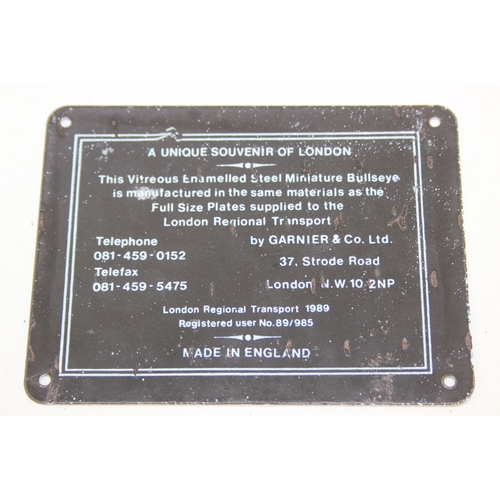 A UNIQUE SOUVENIR OF LONDON
This Vitreous Enamelled Steel Miniature Bullseye
is manufactured in the same materials as the
Full Size Plates supplied to the
London Regional Transport
Telephone by GARNIER & Co. Ltd.
081-459-0152 37, Strode Road
Telefax
081-459-5475 London N.W.10 2NP
London Regional Transport 1989
Registered user No.89/985
MADE IN ENGLAND